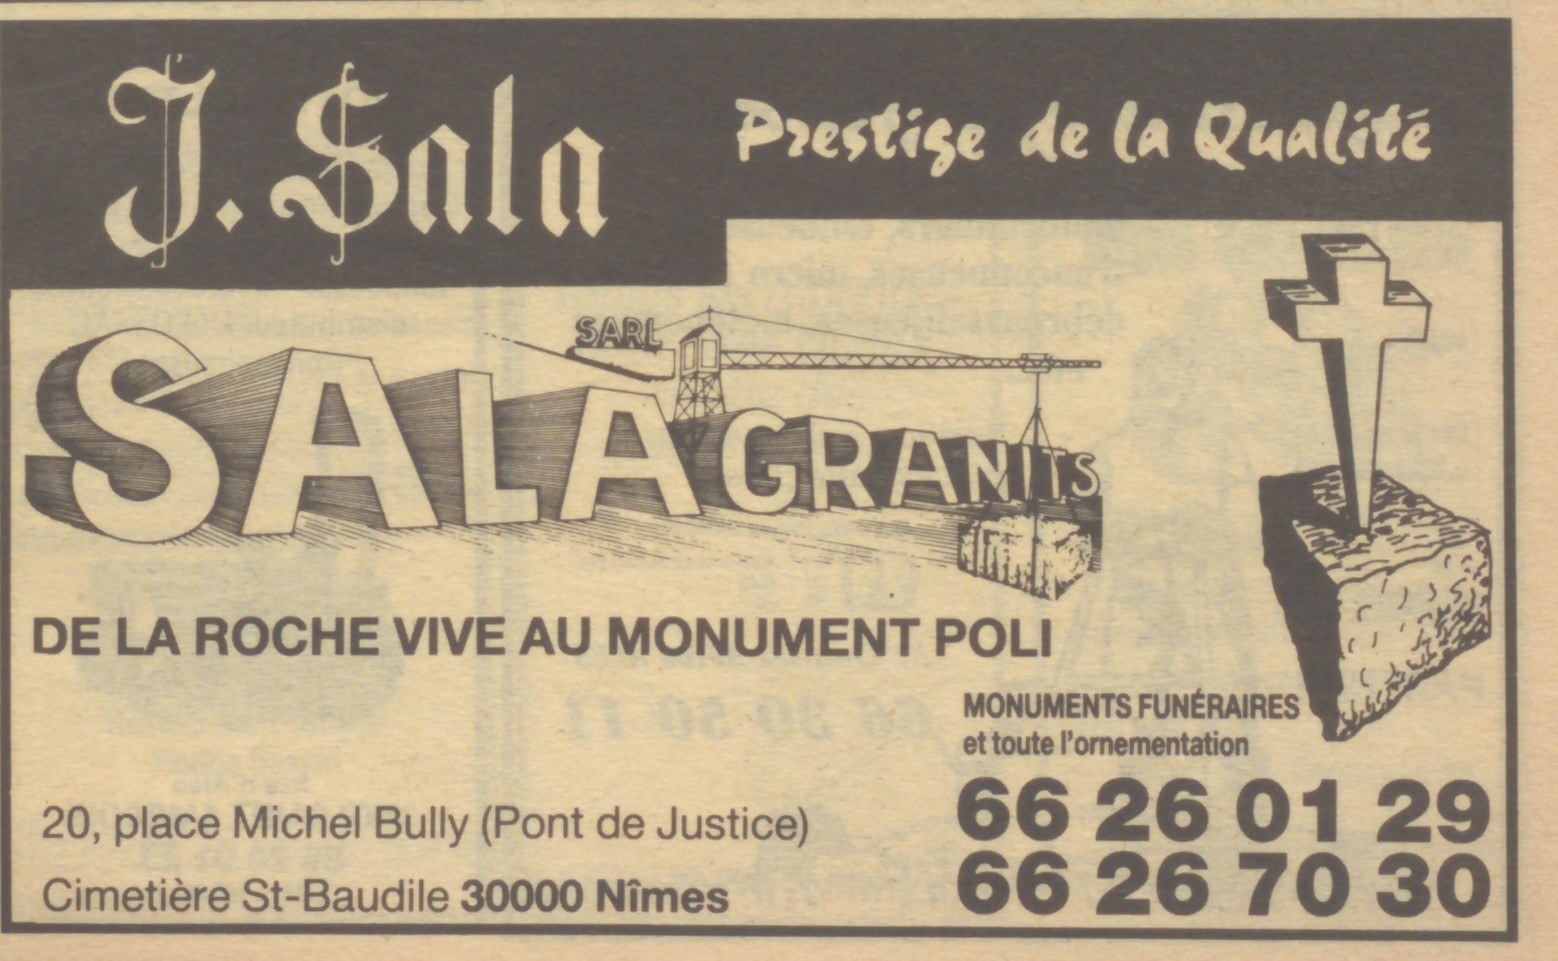 J. Sala
Prestige de la Qualité
SARL
SALA GRANITS
DE LA ROCHE VIVE AU MONUMENT POLI
MONUMENTS FUNÉRAIRES
et toute l'ornementation
66 26 01 29
66 26 70 30
20, place Michel Bully (Pont de Justice)
Cimetière St-Baudile 30000 Nîmes